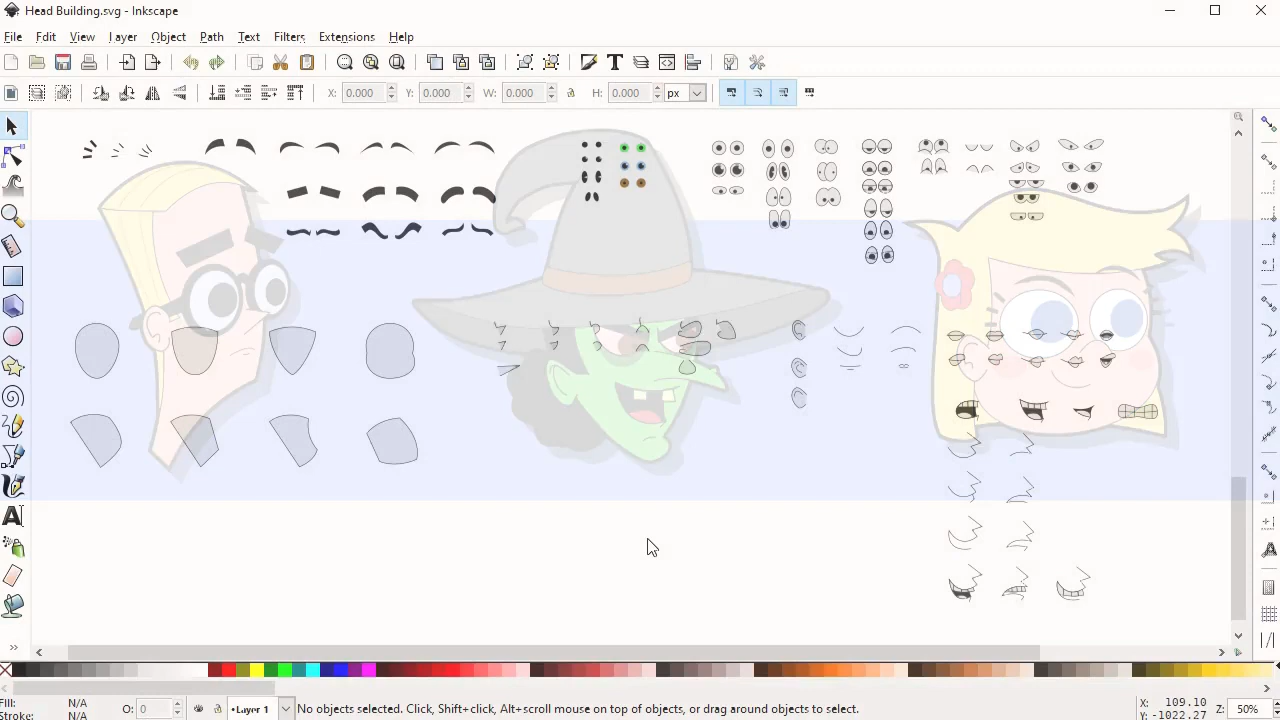 Head Building.svg - Inkscape
File Edit View Layer Object Path Text Filters Extensions Help
X: 0.000 Y: 0.000 W: 0.000 H: 0.000 px
Fill: N/A
Stroke: N/A
O: 0
•Layer 1
No objects selected. Click, Shift+click, Alt+scroll mouse on top of objects, or drag around objects to select.
X: 109.10
Y: -1022.27
Z: 50%